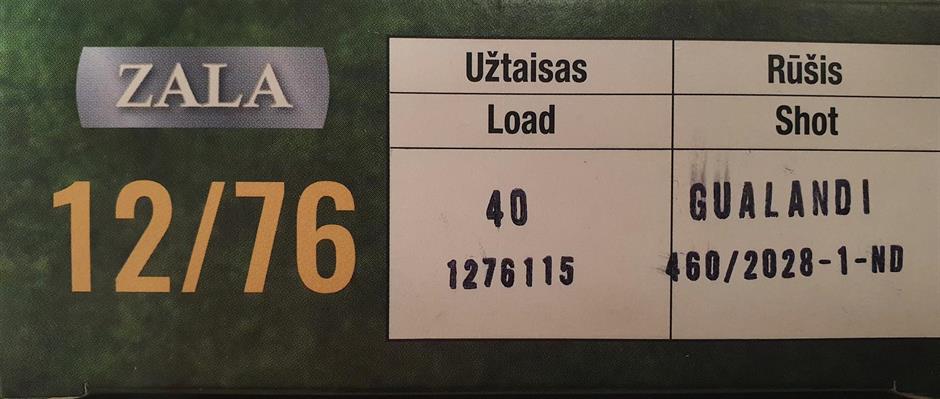 ZALA
12/76
Užtaisas Rūšis
Load Shot
40 GUALANDI
1276115 460/2028-1-ND